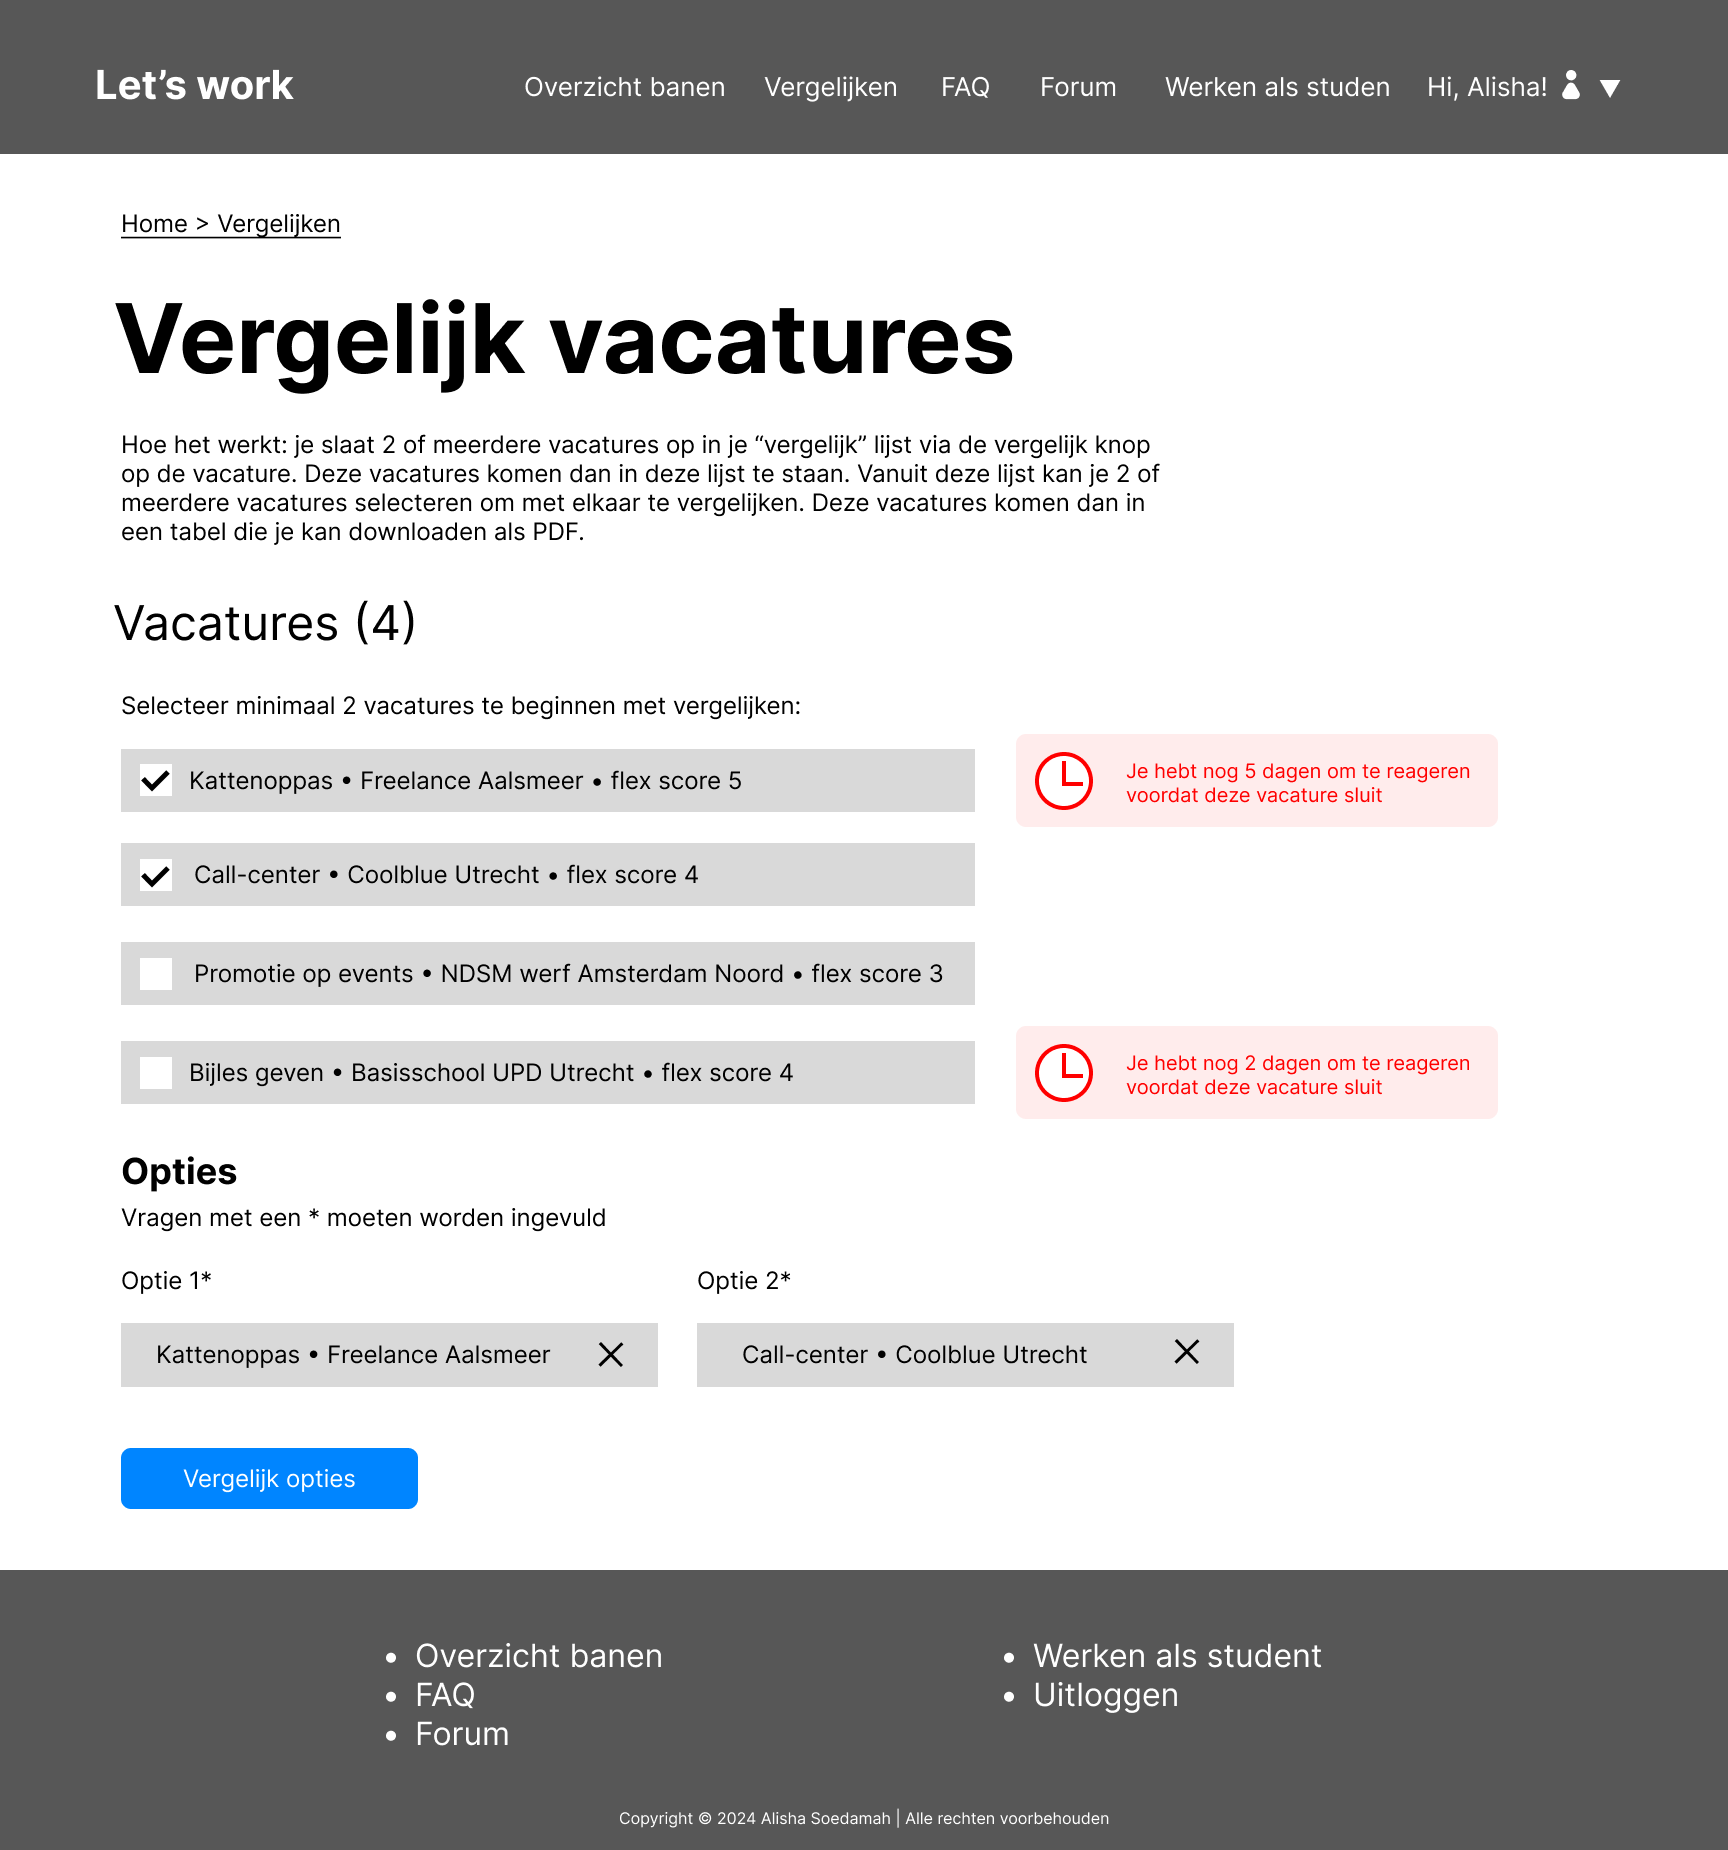 Let’s work
Overzicht banen
Vergelijken
FAQ
Forum
Werken als studen
Hi, Alisha!
Home > Vergelijken
Vergelijk vacatures
Hoe het werkt: je slaat 2 of meerdere vacatures op in je “vergelijk” lijst via de vergelijk knop
op de vacature. Deze vacatures komen dan in deze lijst te staan. Vanuit deze lijst kan je 2 of
meerdere vacatures selecteren om met elkaar te vergelijken. Deze vacatures komen dan in
een tabel die je kan downloaden als PDF.
Vacatures (4)
Selecteer minimaal 2 vacatures te beginnen met vergelijken:
Kattenoppas • Freelance Aalsmeer • flex score 5
Je hebt nog 5 dagen om te reageren
voordat deze vacature sluit
Call-center • Coolblue Utrecht • flex score 4
Promotie op events • NDSM werf Amsterdam Noord • flex score 3
Bijles geven • Basisschool UPD Utrecht • flex score 4
Je hebt nog 2 dagen om te reageren
voordat deze vacature sluit
Opties
Vragen met een * moeten worden ingevuld
Optie 1*
Optie 2*
Kattenoppas • Freelance Aalsmeer
Call-center • Coolblue Utrecht
Vergelijk opties
• Overzicht banen
• FAQ
• Forum
• Werken als student
• Uitloggen
Copyright © 2024 Alisha Soedamah | Alle rechten voorbehouden